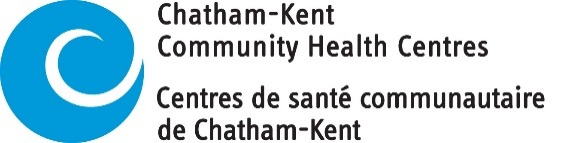 Chatham-Kent
Community Health Centres
Centres de santé communautaire
de Chatham-Kent